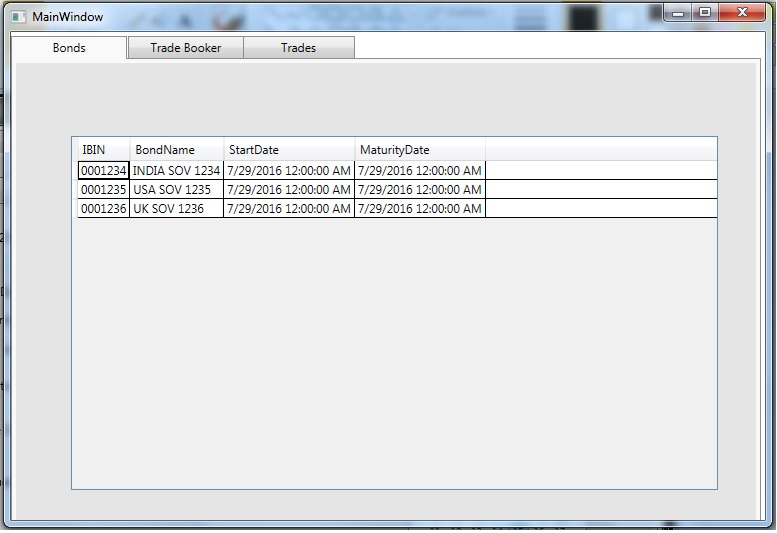 MainWindow
Bonds Trade Booker Trades
IBIN BondName StartDate MaturityDate
0001234 INDIA SOV 1234 7/29/2016 12:00:00 AM 7/29/2016 12:00:00 AM
0001235 USA SOV 1235 7/29/2016 12:00:00 AM 7/29/2016 12:00:00 AM
0001236 UK SOV 1236 7/29/2016 12:00:00 AM 7/29/2016 12:00:00 AM